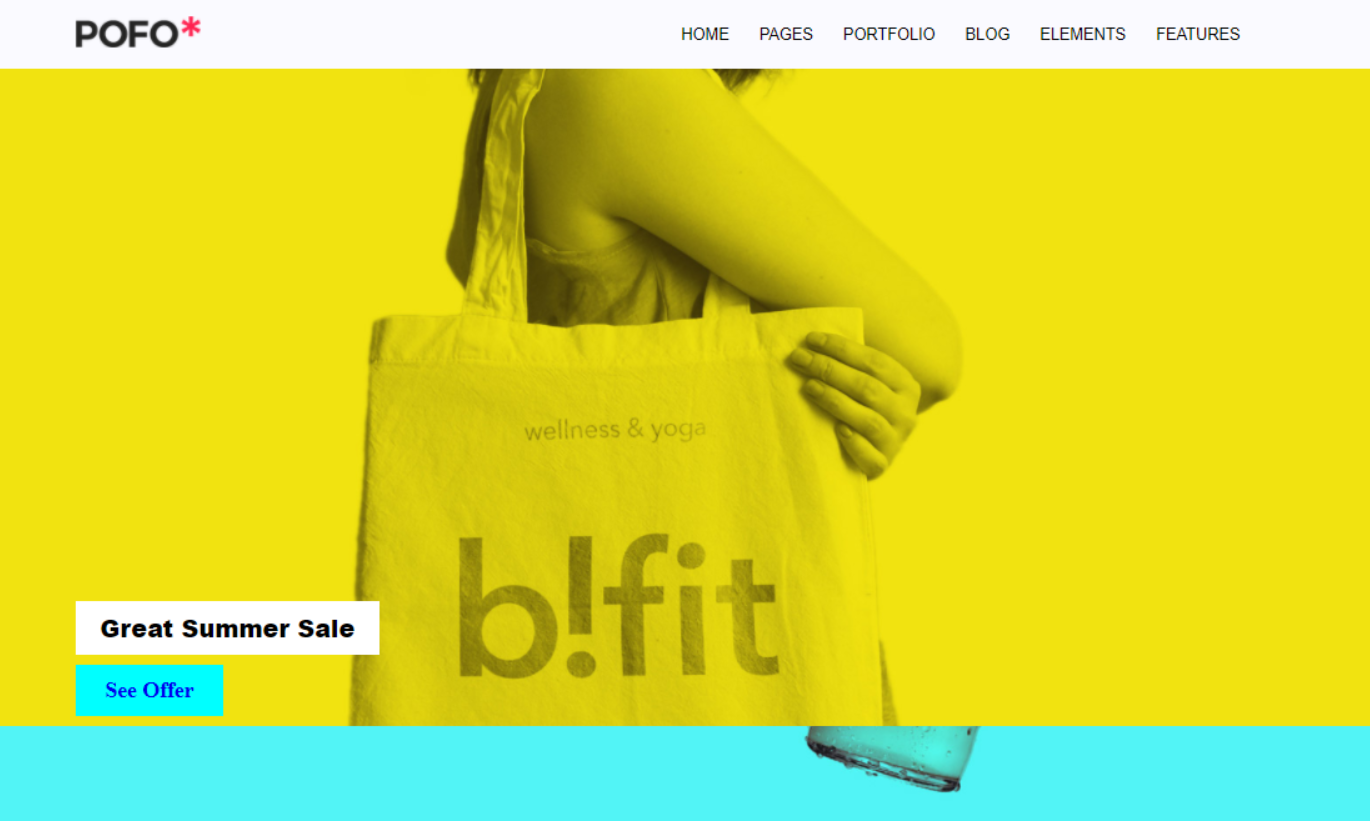 POFO*
HOME PAGES PORTFOLIO BLOG ELEMENTS FEATURES
wellness & yoga
b!fit
Great Summer Sale
See Offer